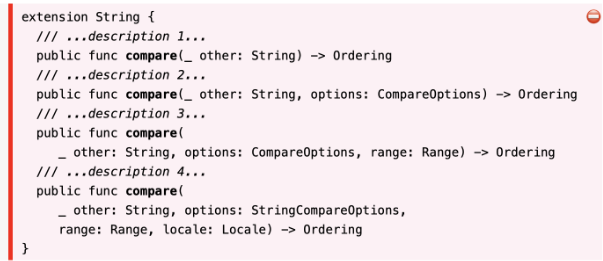 extension String {
/// ...description 1...
public func compare(_ other: String) -> Ordering
/// ...description 2...
public func compare(_ other: String, options: CompareOptions) -> Ordering
/// ...description 3...
public func compare(
_ other: String, options: CompareOptions, range: Range) -> Ordering
/// ...description 4...
public func compare(
_ other: String, options: StringCompareOptions,
range: Range, locale: Locale) -> Ordering
}